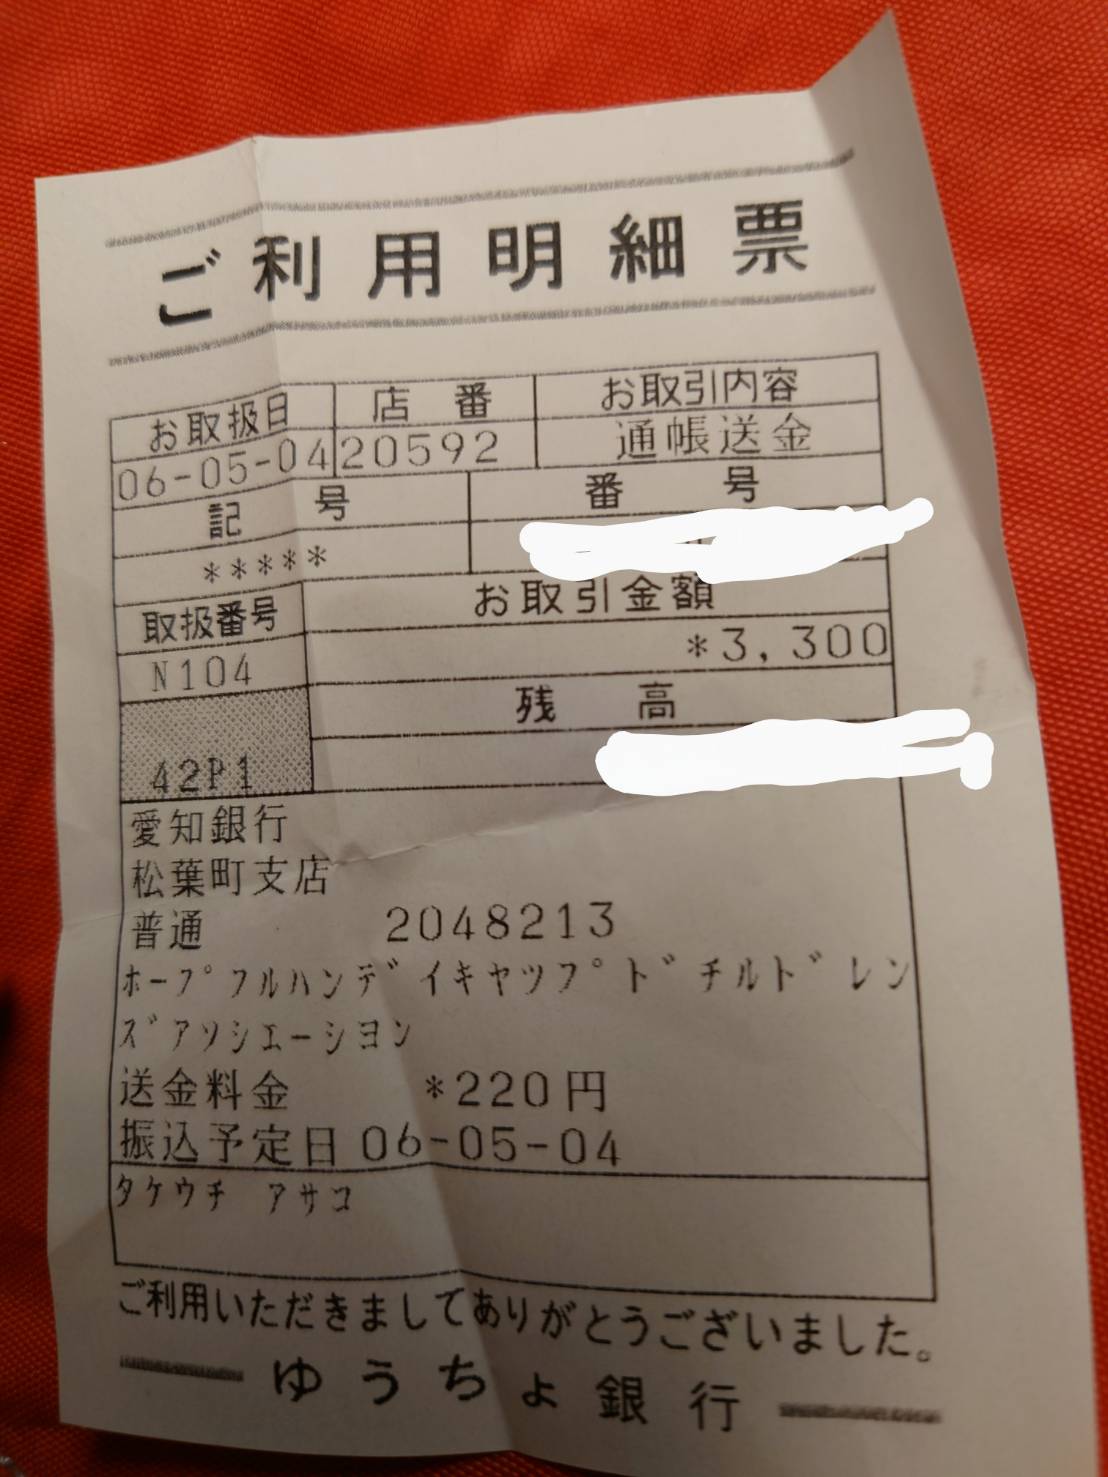 ご利用明細票
お取扱日 店番 お取引内容
06-05-04 20592 通帳送金
記号 番号
*****
取扱番号 お取引金額
N104 *3,300
残高
42P1
愛知銀行
松葉町支店
普通 2048213
ホープフルハンデイキヤツプドチルドレン
ズアソシエーシヨン
送金料金 *220円
振込予定日 06-05-04
タケウチ アサコ
ご利用いただきましてありがとうございました。
ゆうちょ銀行